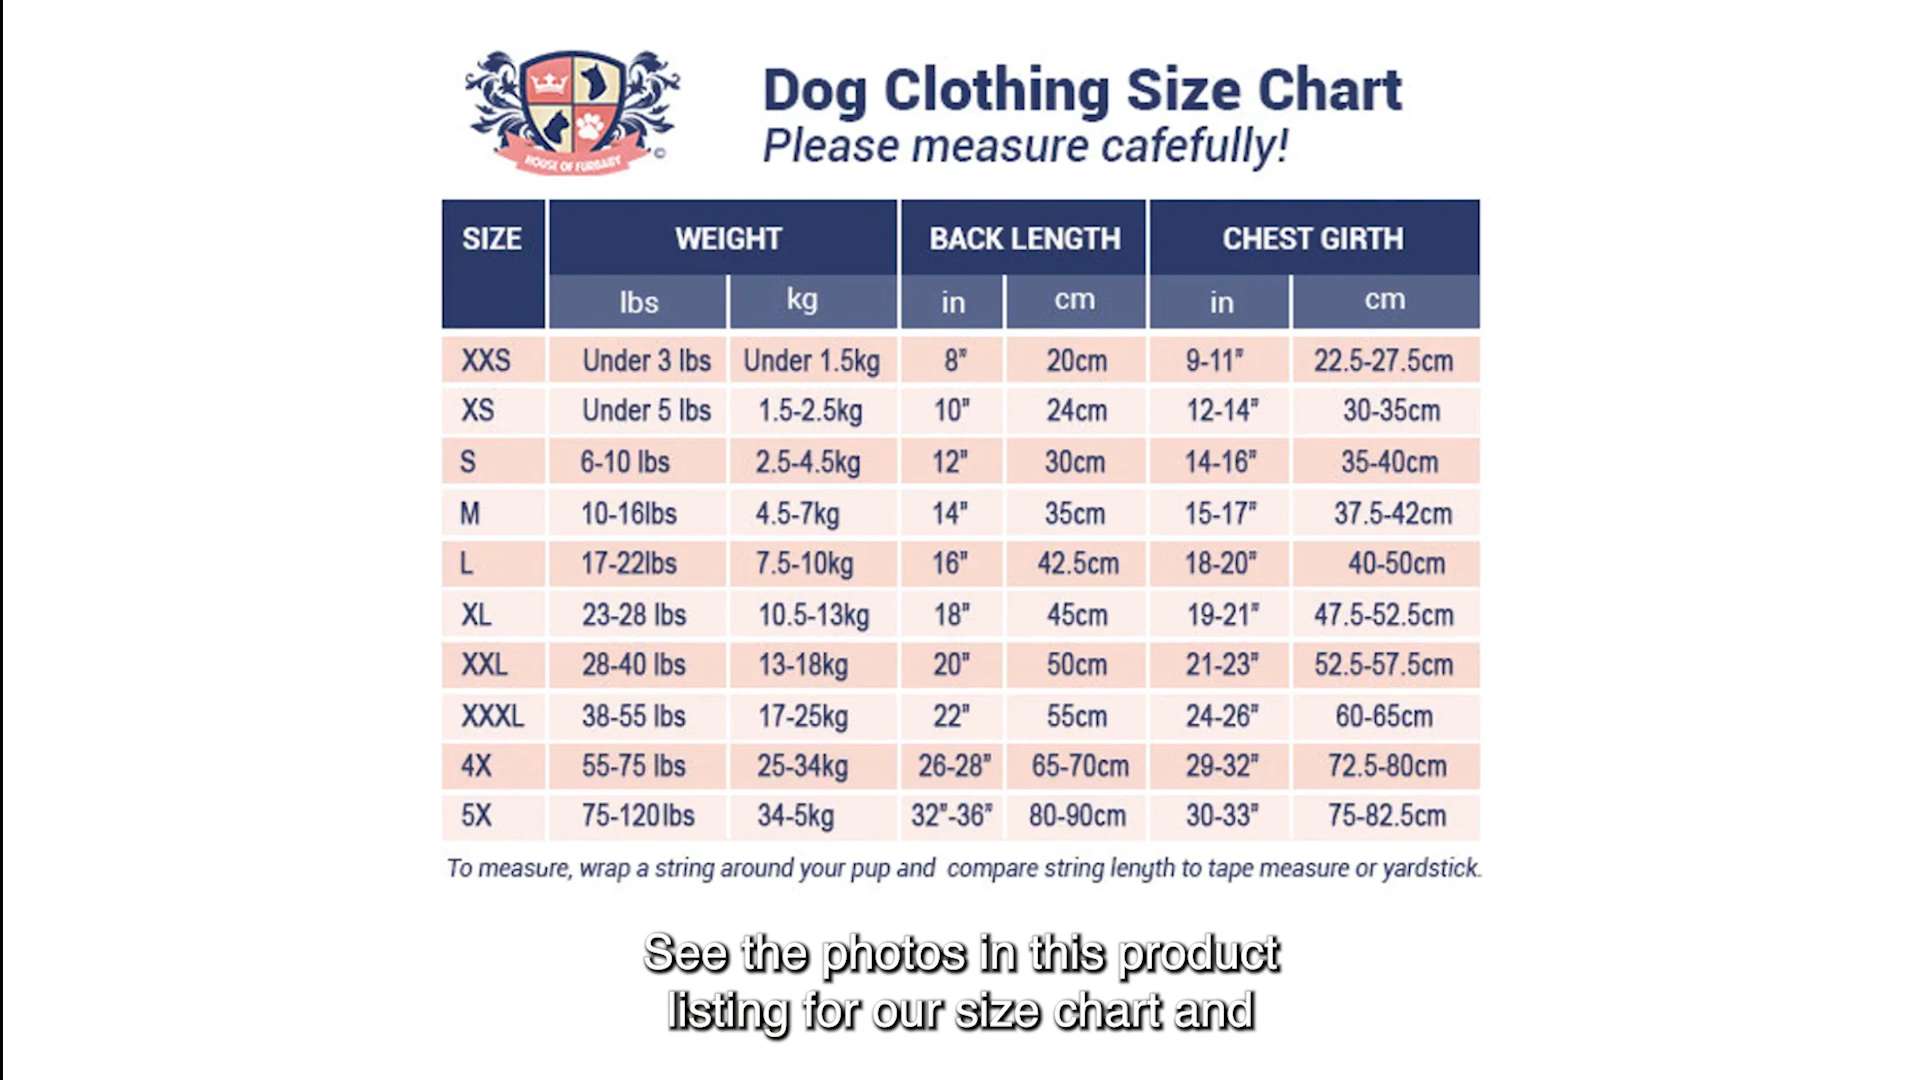 HOUSE OF FURBABY
©
Dog Clothing Size Chart
Please measure cafefully!
SIZE WEIGHT BACK LENGTH CHEST GIRTH
lbs kg in cm in cm
XXS Under 3 lbs Under 1.5kg 8" 20cm 9-11" 22.5-27.5cm
XS Under 5 lbs 1.5-2.5kg 10" 24cm 12-14" 30-35cm
S 6-10 lbs 2.5-4.5kg 12" 30cm 14-16" 35-40cm
M 10-16lbs 4.5-7kg 14" 35cm 15-17" 37.5-42cm
L 17-22lbs 7.5-10kg 16" 42.5cm 18-20" 40-50cm
XL 23-28 lbs 10.5-13kg 18" 45cm 19-21" 47.5-52.5cm
XXL 28-40 lbs 13-18kg 20" 50cm 21-23" 52.5-57.5cm
XXXL 38-55 lbs 17-25kg 22" 55cm 24-26" 60-65cm
4X 55-75 lbs 25-34kg 26-28" 65-70cm 29-32" 72.5-80cm
5X 75-120lbs 34-5kg 32"-36" 80-90cm 30-33" 75-82.5cm
To measure, wrap a string around your pup and compare string length to tape measure or yardstick.
See the photos in this product
listing for our size chart and